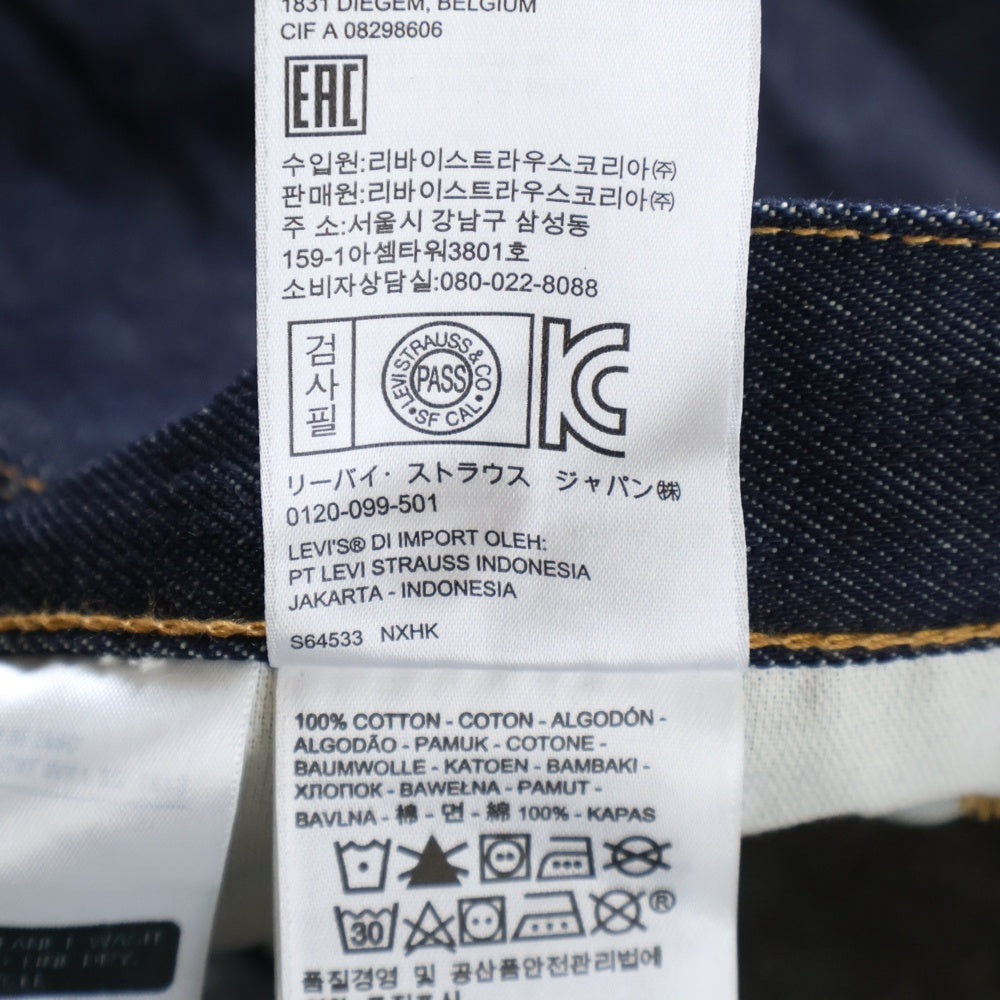 1831 DIEGEM, BELGIUM
CIF A 08298606
EAC
수입원:리바이스트라우스코리아㈜
판매원:리바이스트라우스코리아㈜
주 소:서울시 강남구 삼성동
159-1아셈타워3801호
소비자상담실:080-022-8088
검사필
LEVI STRAUSS & CO.
PASS
• SF CAL •
KC
リーバイ・ストラウス ジャパン㈱
0120-099-501
LEVI'S® DI IMPORT OLEH:
PT LEVI STRAUSS INDONESIA
JAKARTA - INDONESIA
S64533 NXHK
100% COTTON - COTON - ALGODÓN -
ALGODÃO - PAMUK - COTONE -
BAUMWOLLE - KATOEN - BAMBAKI -
ХЛОПОК - BAWEŁNA - PAMUT -
BAVLNA - 棉 - 면 - 綿 100% - KAPAS
30
®
품질경영 및 공산품안전관리법에